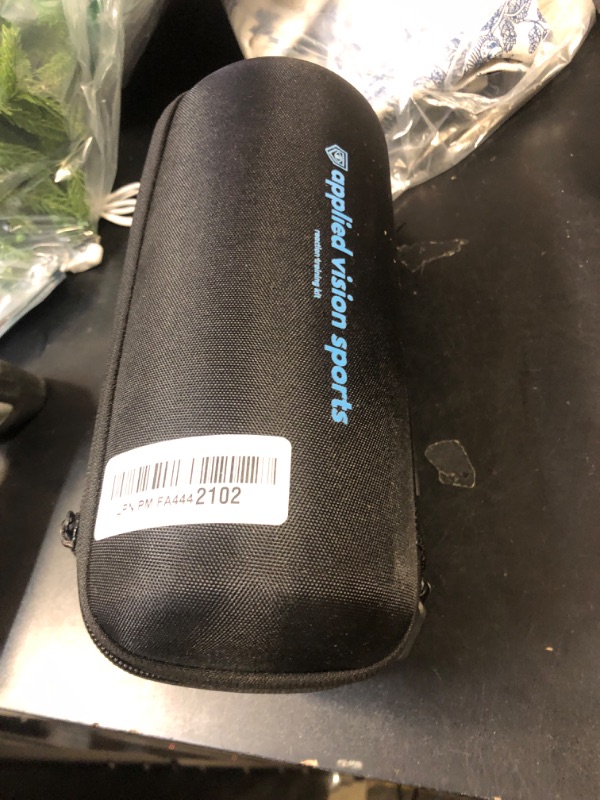 applied vision sports
reaction training kit
LPN PM FA444 2102